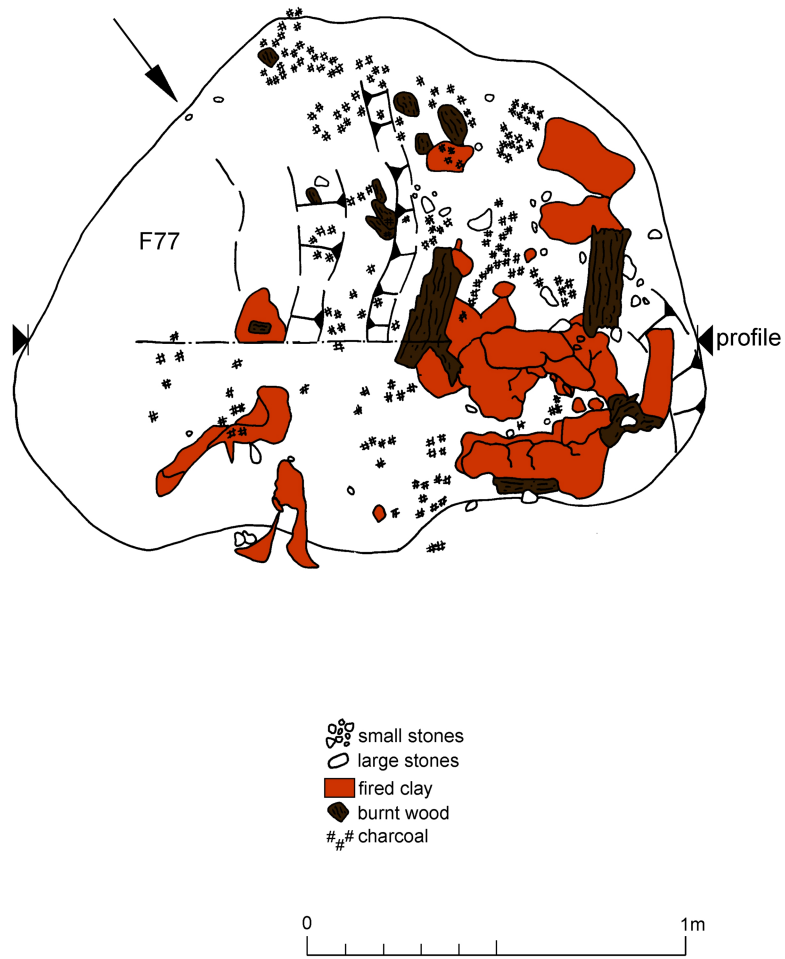 F77
profile
small stones
large stones
fired clay
burnt wood
charcoal
0 1m